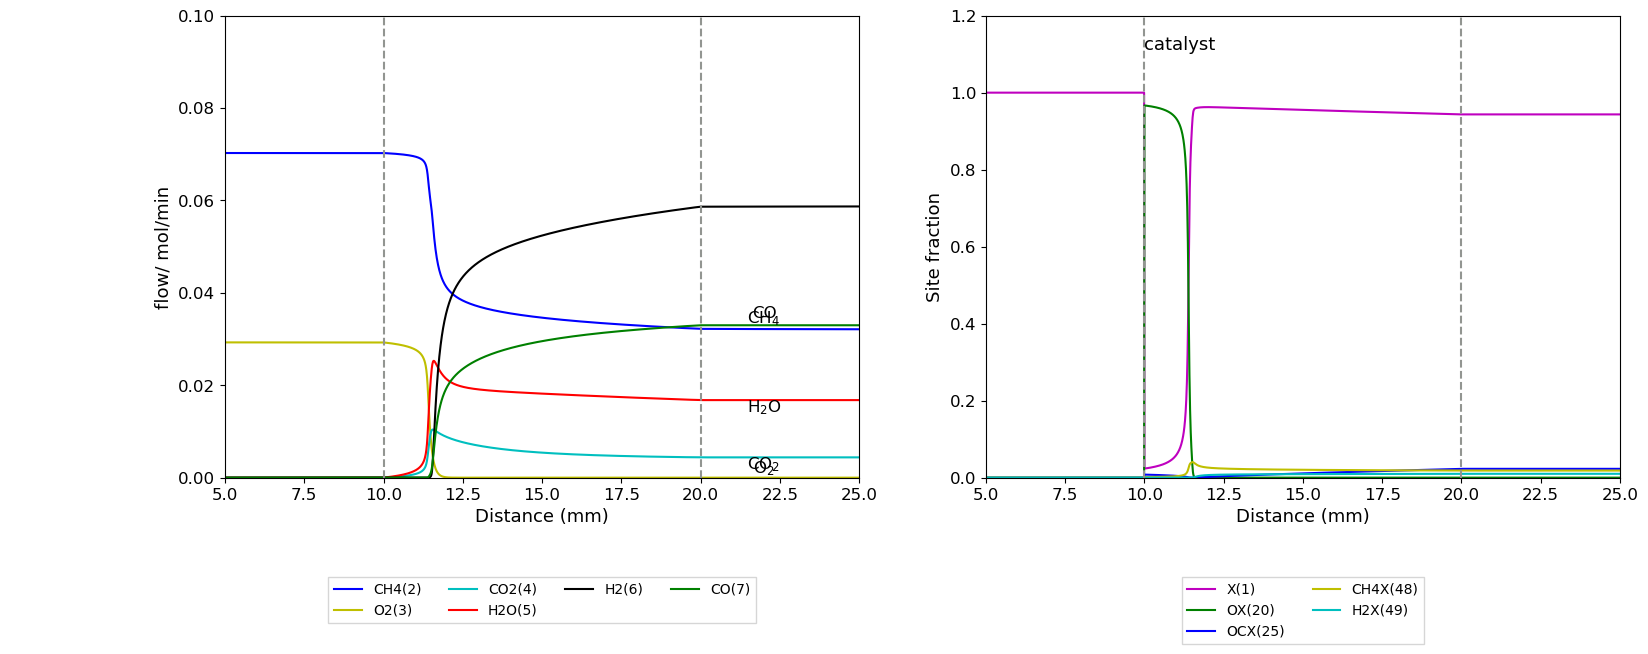 0.10
0.08
0.06
0.04
0.02
0.00
flow/ mol/min
CO
CH₄
H₂O
CO₂
O₂
5.0 7.5 10.0 12.5 15.0 17.5 20.0 22.5 25.0
Distance (mm)
CH4(2) CO2(4) H2(6) CO(7)
O2(3) H2O(5)
1.2
1.0
0.8
0.6
0.4
0.2
0.0
Site fraction
catalyst
5.0 7.5 10.0 12.5 15.0 17.5 20.0 22.5 25.0
Distance (mm)
X(1) CH4X(48)
OX(20) H2X(49)
OCX(25)